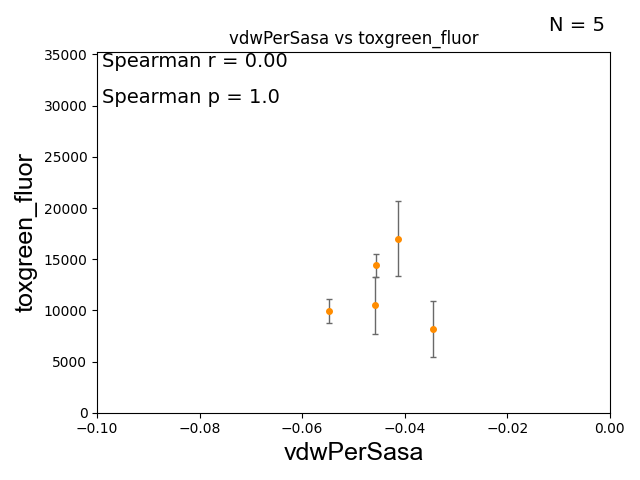 N = 5
vdwPerSasa vs toxgreen_fluor
Spearman r = 0.00
Spearman p = 1.0
35000
30000
25000
20000
15000
10000
5000
0
toxgreen_fluor
−0.10 −0.08 −0.06 −0.04 −0.02 0.00
vdwPerSasa